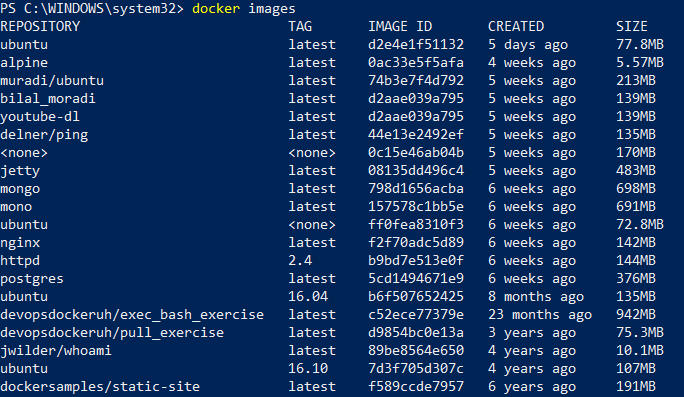 PS C:\WINDOWS\system32> docker images
REPOSITORY TAG IMAGE ID CREATED SIZE
ubuntu latest d2e4e1f51132 5 days ago 77.8MB
alpine latest 0ac33e5f5afa 4 weeks ago 5.57MB
muradi/ubuntu latest 74b3e7f4d792 5 weeks ago 213MB
bilal_moradi latest d2aae039a795 5 weeks ago 139MB
youtube-dl latest d2aae039a795 5 weeks ago 139MB
delner/ping latest 44e13e2492ef 5 weeks ago 135MB
<none> <none> 0c15e46ab04b 5 weeks ago 170MB
jetty latest 08135dd496c4 5 weeks ago 483MB
mongo latest 798d1656acba 6 weeks ago 698MB
mono latest 157578c1bb5e 6 weeks ago 691MB
ubuntu <none> ff0fea8310f3 6 weeks ago 72.8MB
nginx latest f2f70adc5d89 6 weeks ago 142MB
httpd 2.4 b9bd7e513e0f 6 weeks ago 144MB
postgres latest 5cd1494671e9 6 weeks ago 376MB
ubuntu 16.04 b6f507652425 8 months ago 135MB
devopsdockeruh/exec_bash_exercise latest c52ece77379e 23 months ago 942MB
devopsdockeruh/pull_exercise latest d9854bc0e13a 3 years ago 75.3MB
jwilder/whoami latest 89be8564e650 4 years ago 10.1MB
ubuntu 16.10 7d3f705d307c 4 years ago 107MB
dockersamples/static-site latest f589ccde7957 6 years ago 191MB